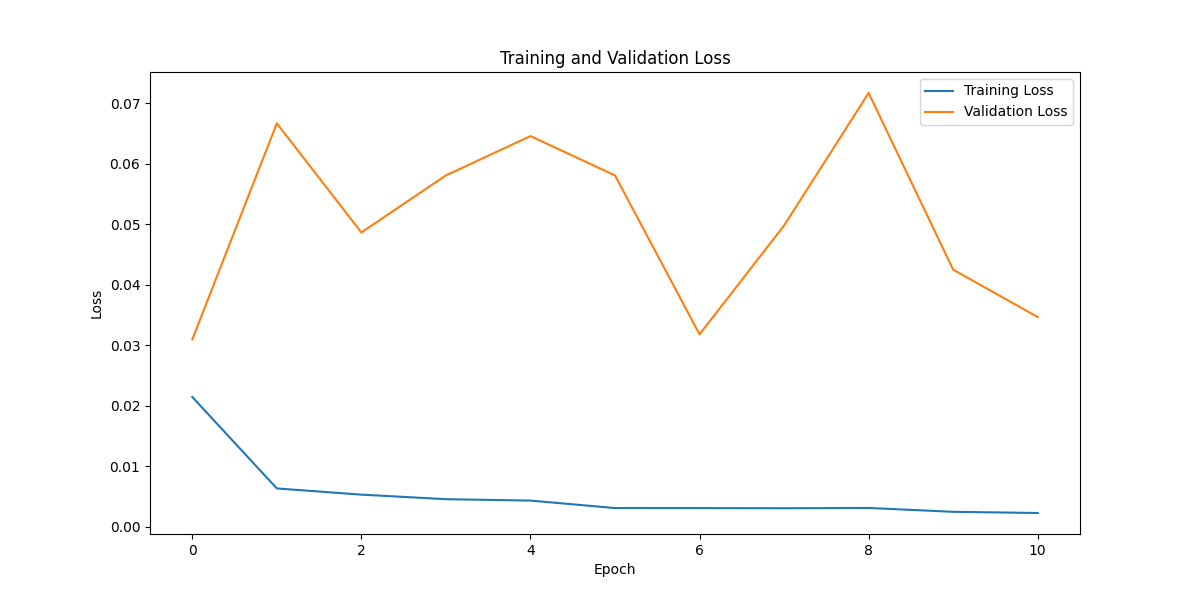 Training and Validation Loss
Training Loss
Validation Loss
Loss
0.07
0.06
0.05
0.04
0.03
0.02
0.01
0.00
0 2 4 6 8 10
Epoch